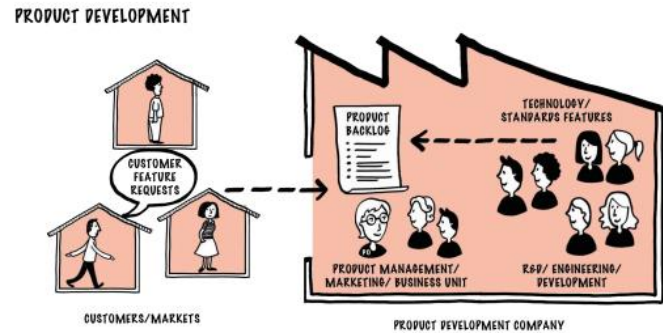 PRODUCT DEVELOPMENT
CUSTOMER
FEATURE
REQUESTS
CUSTOMERS/MARKETS
PRODUCT
BACKLOG
TECHNOLOGY/
STANDARDS FEATURES
PO
PRODUCT MANAGEMENT/
MARKETING/ BUSINESS UNIT
R&D/ ENGINEERING/
DEVELOPMENT
PRODUCT DEVELOPMENT COMPANY